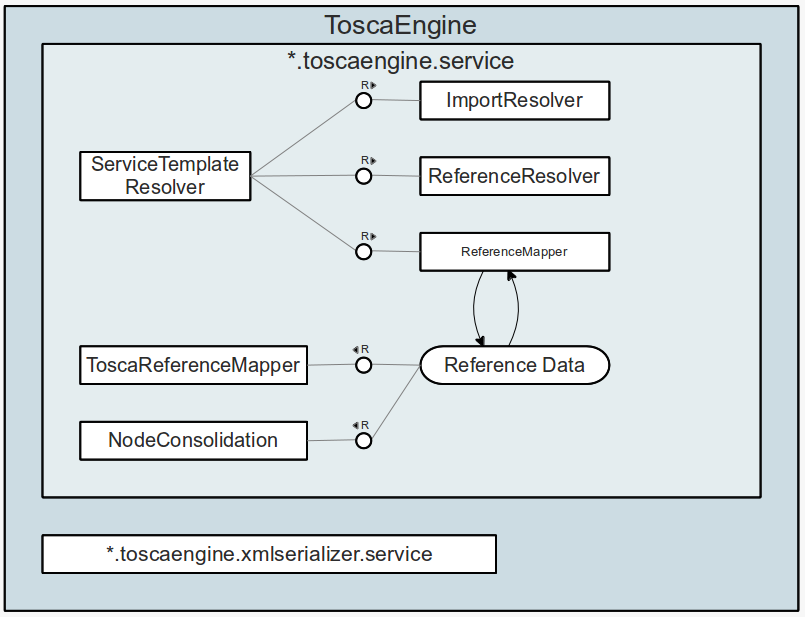 ToscaEngine
*.toscaengine.service
R
ImportResolver
ServiceTemplate
Resolver
R
ReferenceResolver
R
ReferenceMapper
ToscaReferenceMapper
R
Reference Data
NodeConsolidation
R
*.toscaengine.xmlserializer.service